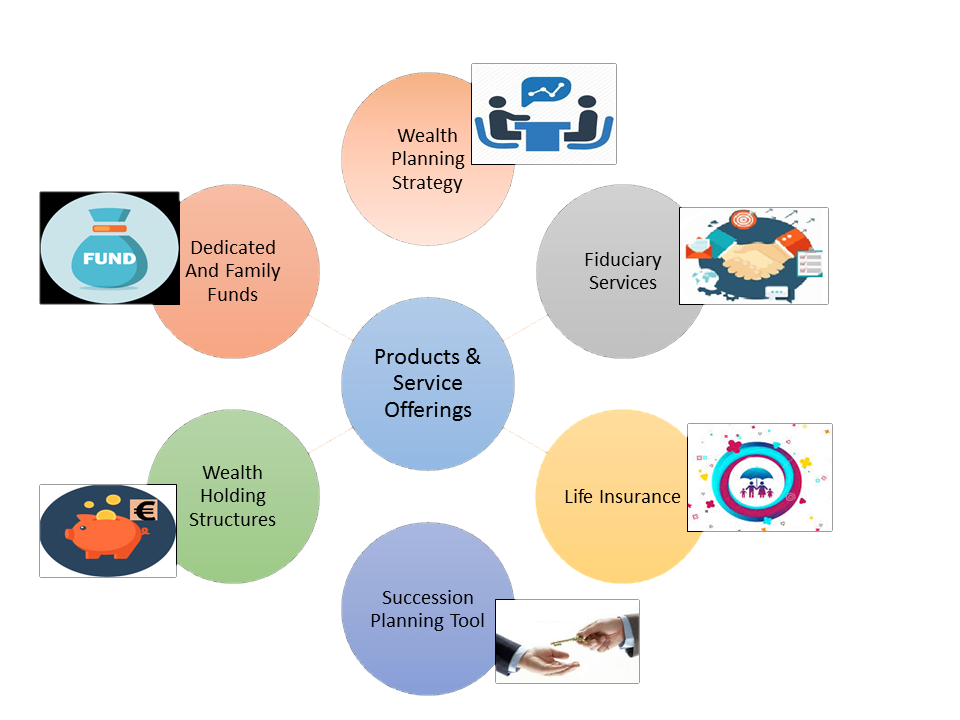 Wealth
Planning
Strategy
FUND
Dedicated
And Family
Funds
Fiduciary
Services
Products &
Service
Offerings
Wealth
Holding
Structures
€
Life Insurance
Succession
Planning Tool